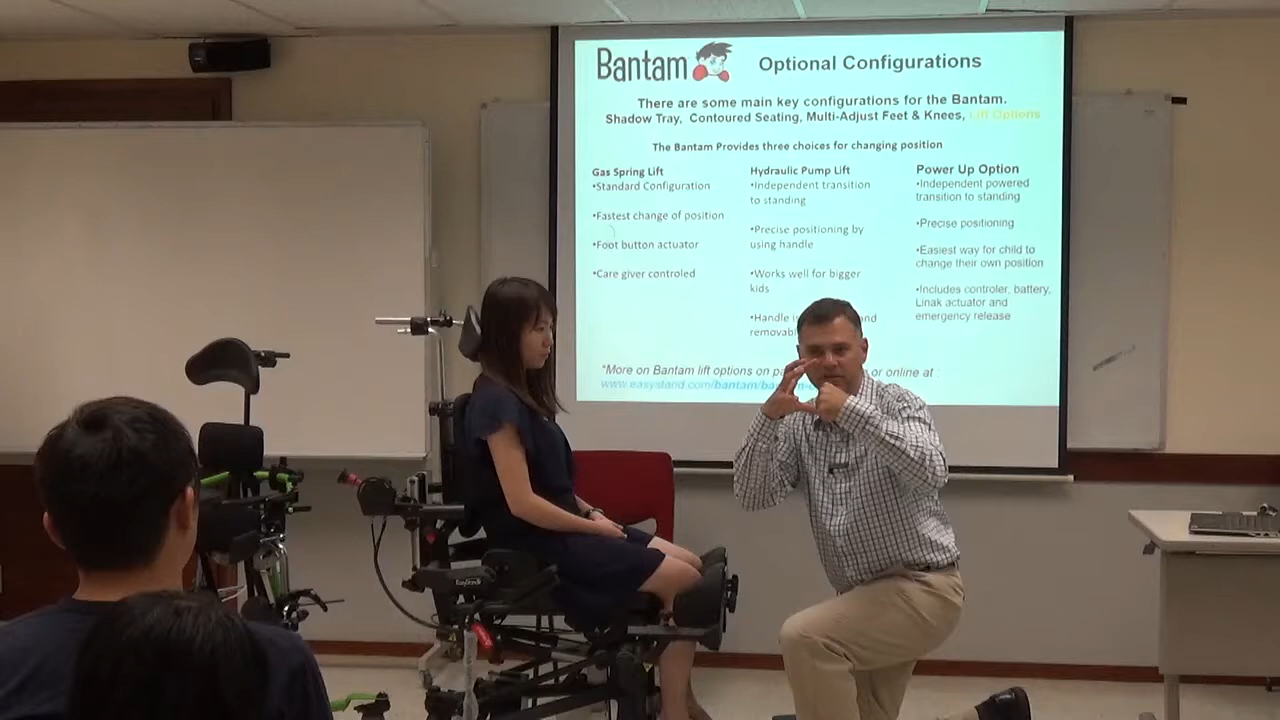 Bantam
Optional Configurations
There are some main key configurations for the Bantam.
Shadow Tray, Contoured Seating, Multi-Adjust Feet & Knees, Lift Options
The Bantam Provides three choices for changing position
Gas Spring Lift
•Standard Configuration
•Fastest change of position
•Foot button actuator
•Care giver controled
Hydraulic Pump Lift
•Independent transition
to standing
•Precise positioning by
using handle
•Works well for bigger
kids
•Handle
and
Power Up Option
•Independent powered
transition to standing
•Precise positioning
•Easiest way for child to
change their own position
•Includes controler, battery,
Linak actuator and
emergency release
*More on Bantam lift options on
or online at :
www.easystand.com/bantam/
EasyStand